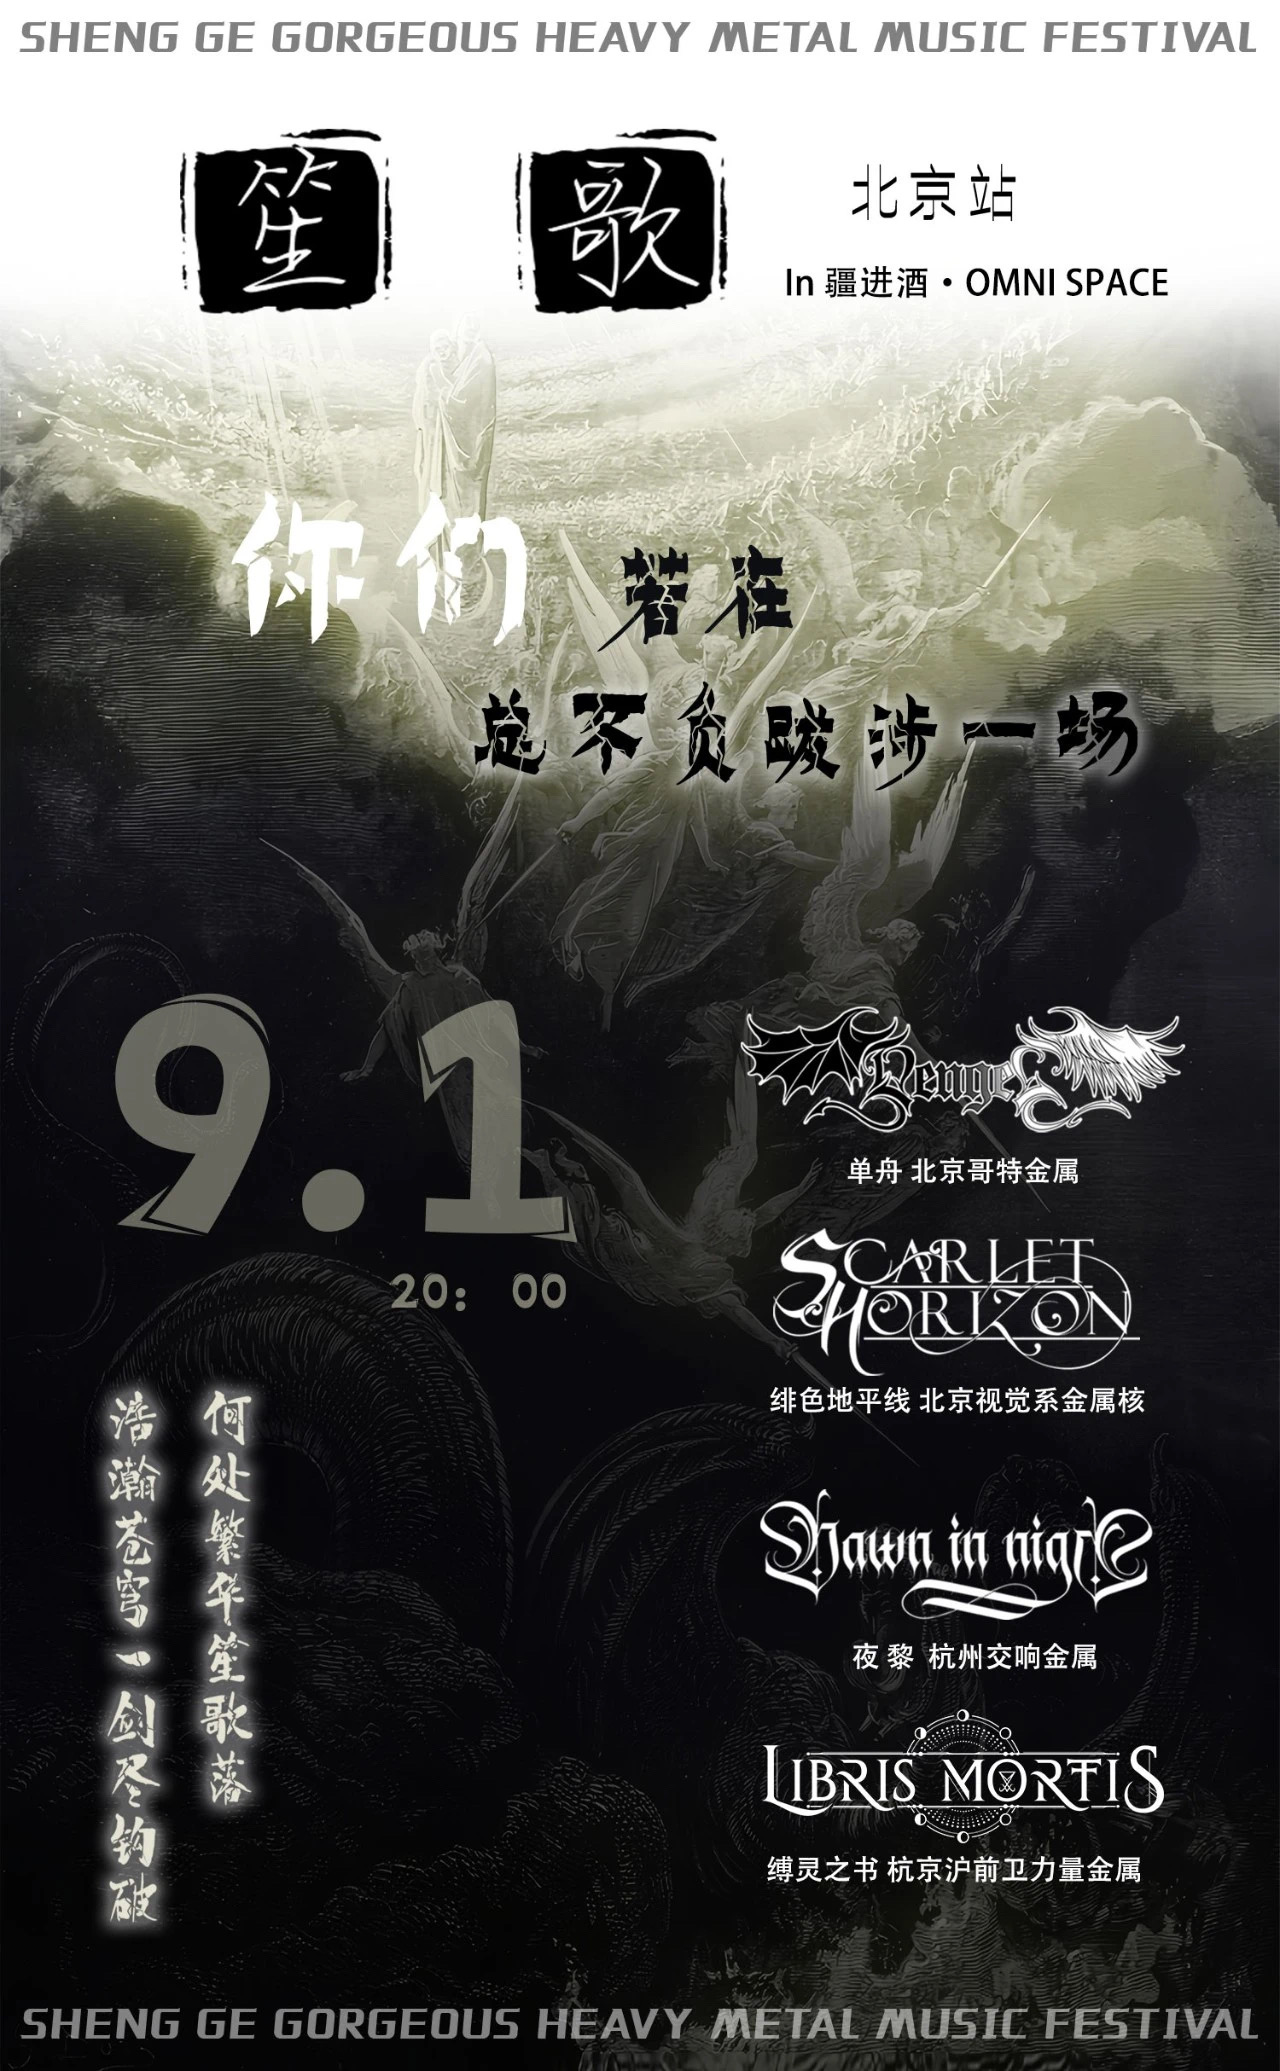 SHENG GE GORGEOUS HEAVY METAL MUSIC FESTIVAL
笙 歌
北京站
In 疆进酒·OMNI SPACE
你们 若在
总不负跋涉一场
9.1
20: 00
DengeL
单舟 北京哥特金属
SCARLET HORIZON
绯色地平线 北京视觉系金属核
Dawn in night
夜 黎 杭州交响金属
LIBRIS MORTIS
缚灵之书 杭京沪前卫力量金属
何处繁华笙歌落
浩瀚苍穹一剑尽钩破
SHENG GE GORGEOUS HEAVY METAL MUSIC FESTIVAL